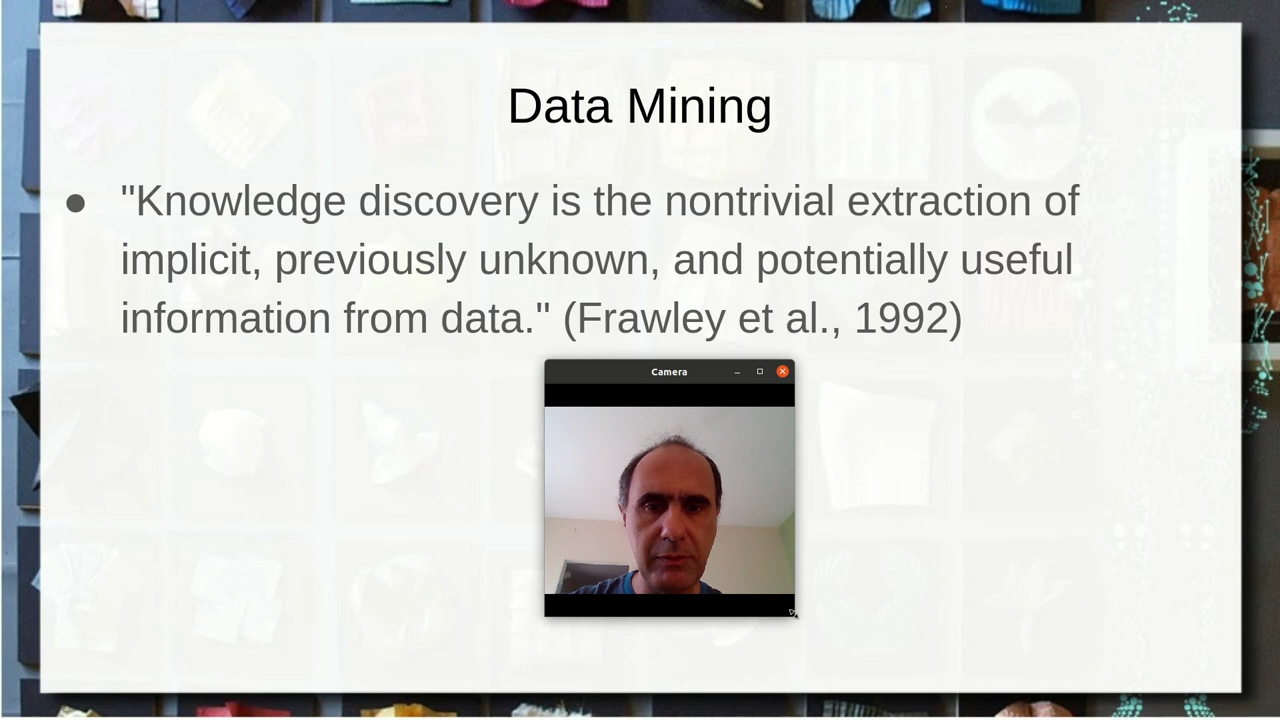 Data Mining
● "Knowledge discovery is the nontrivial extraction of
implicit, previously unknown, and potentially useful
information from data." (Frawley et al., 1992)
Camera